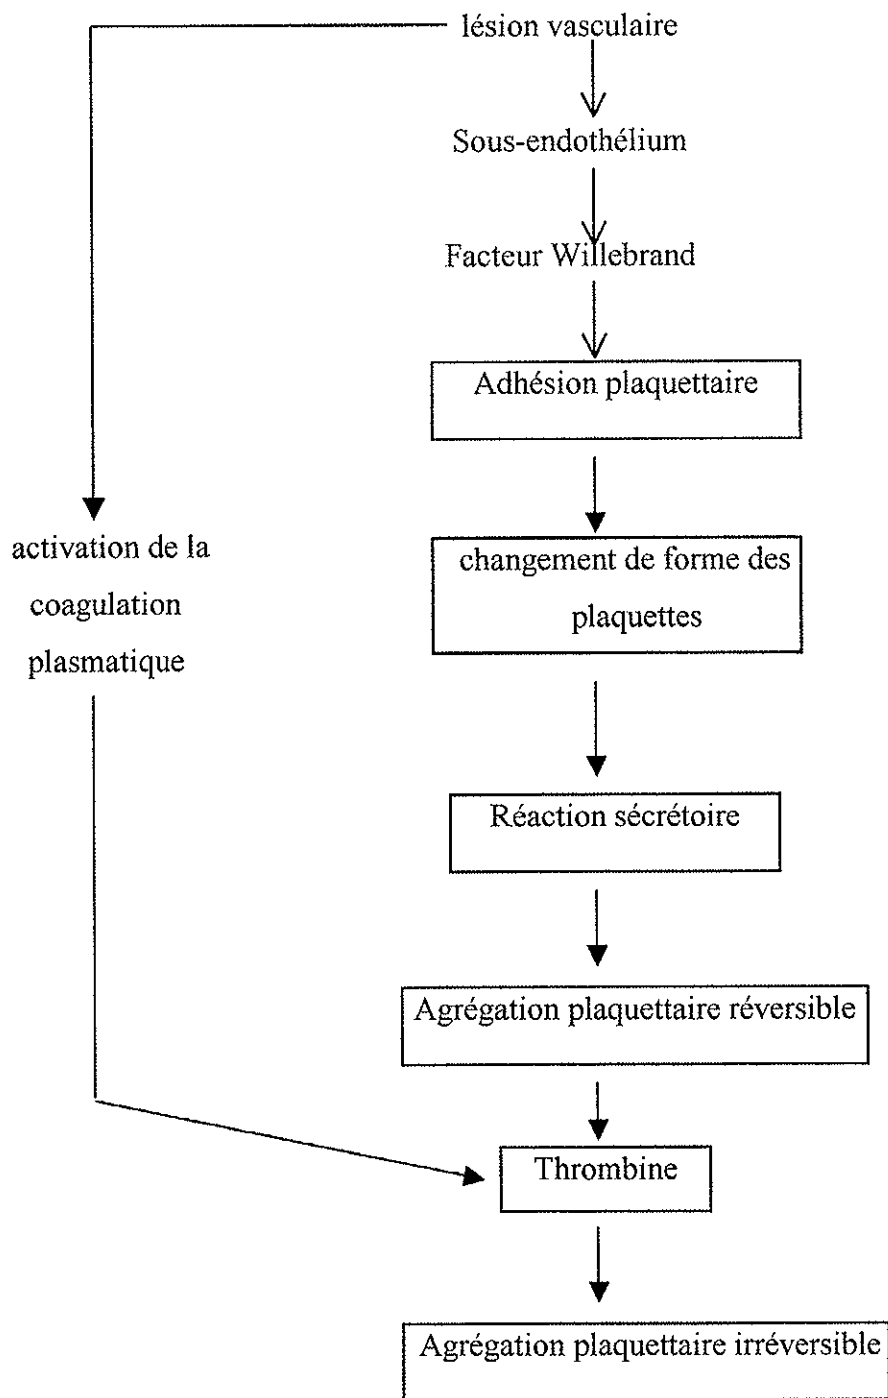 lésion vasculaire
Sous-endothélium
Facteur Willebrand
Adhésion plaquettaire
changement de forme des
plaquettes
activation de la
coagulation
plasmatique
Réaction sécrétoire
Agrégation plaquettaire réversible
Thrombine
Agrégation plaquettaire irréversible